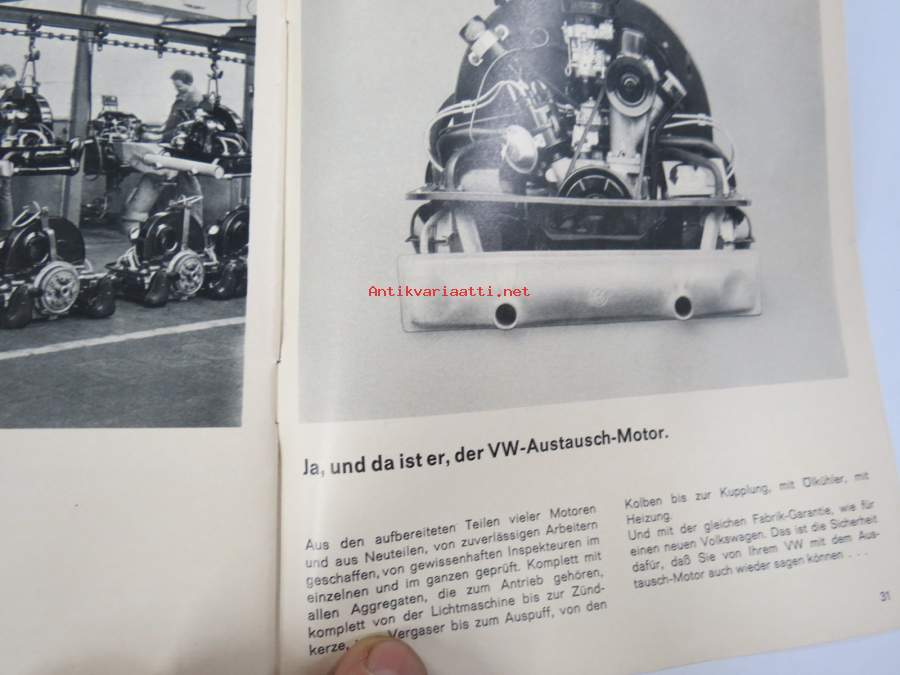 Antikvariaatti.net
Ja, und da ist er, der VW-Austausch-Motor.
Aus den aufbereiteten Teilen vieler Motoren
und aus Neuteilen, von zuverlässigen Arbeitern
geschaffen, von gewissenhaften Inspekteuren im
einzelnen und im ganzen geprüft. Komplett mit
allen Aggregaten, die zum Antrieb gehören,
komplett von der Lichtmaschine bis zur Zünd-
kerze, Vergaser bis zum Auspuff, von den
Kolben bis zur Kupplung, mit Ölkühler, mit
Heizung.
Und mit der gleichen Fabrik-Garantie, wie für
einen neuen Volkswagen. Das ist die Sicherheit
dafür, daß Sie von Ihrem VW mit dem Aus-
tausch-Motor auch wieder sagen können . . .
31